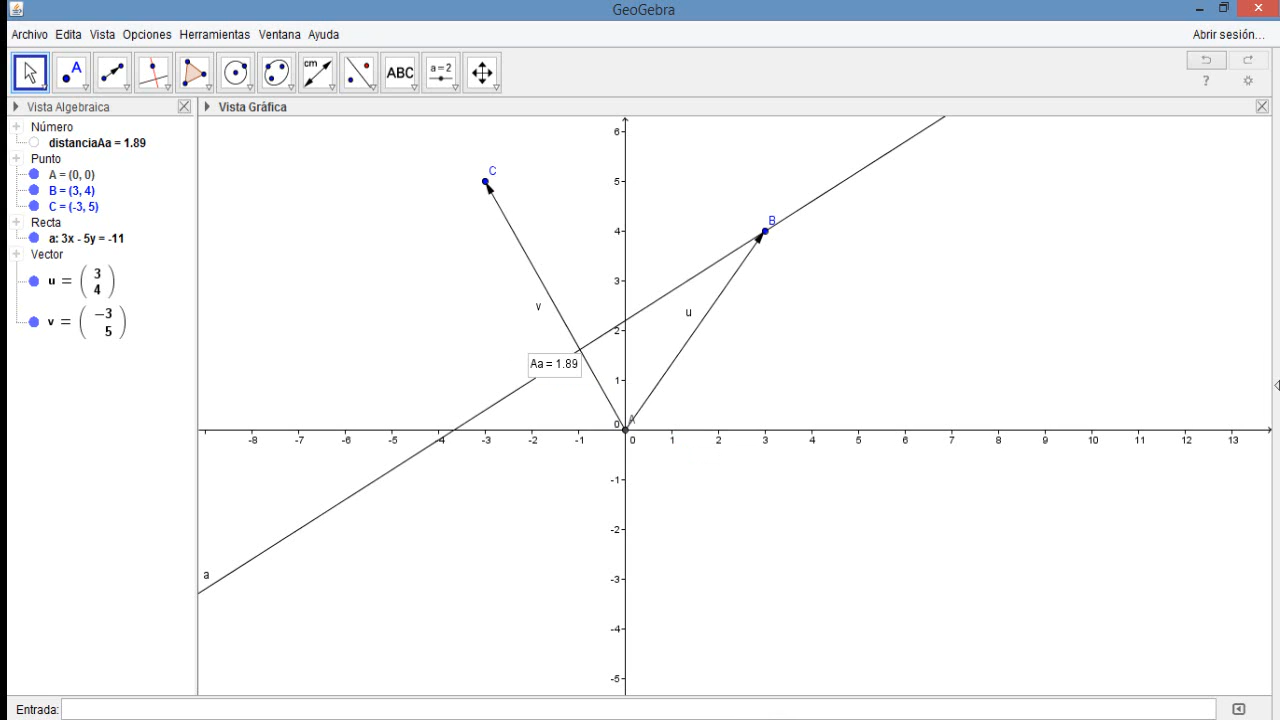 GeoGebra
Archivo Edita Vista Opciones Herramientas Ventana Ayuda
Abrir sesión...
A
cm
ABC
a=2
?
Vista Algebraica
Vista Gráfica
Número
distanciaAa = 1.89
Punto
A = (0, 0)
B = (3, 4)
C = (-3, 5)
Recta
a: 3x - 5y = -11
Vector
u = ( 3
4 )
v = ( −3
5 )
6
5
4
3
2
1
0
-1
-2
-3
-4
-5
-8 -7 -6 -5 -4 -3 -2 -1 0 1 2 3 4 5 6 7 8 9 10 11 12 13
C
B
v
u
Aa = 1.89
A
a
Entrada: